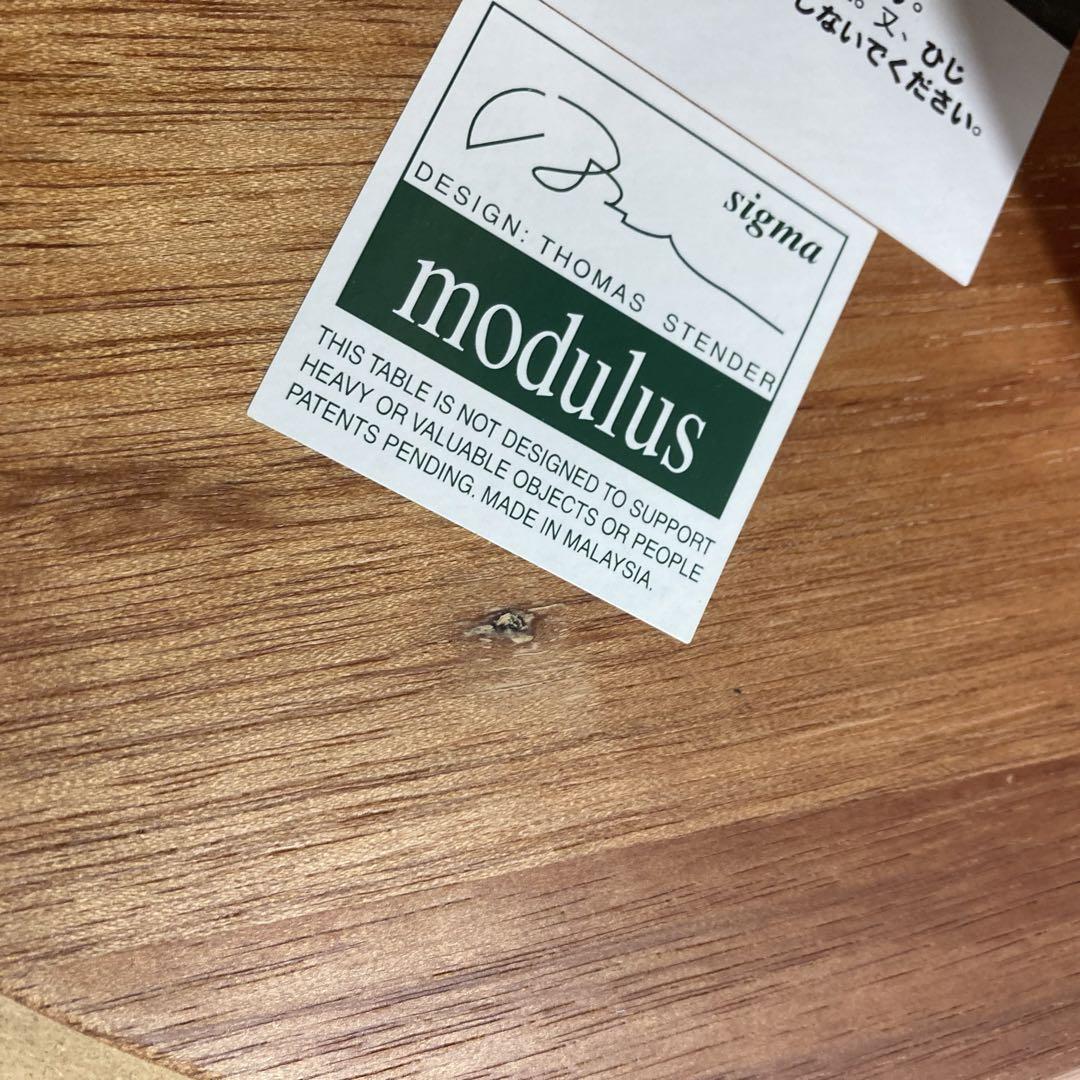 。又、ひじ
しないでください。
sigma
DESIGN: THOMAS STENDER
modulus
THIS TABLE IS NOT DESIGNED TO SUPPORT
HEAVY OR VALUABLE OBJECTS OR PEOPLE
PATENTS PENDING. MADE IN MALAYSIA.